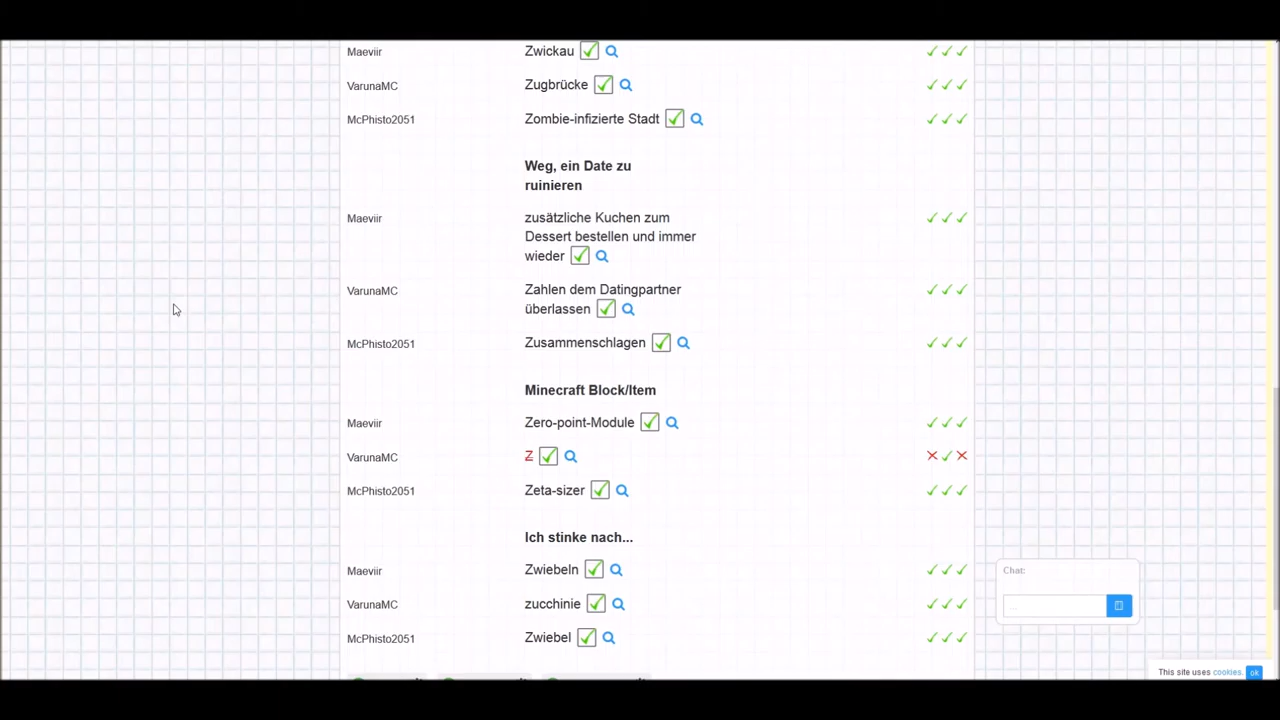 Maeviir Zwickau
VarunaMC Zugbrücke
McPhisto2051 Zombie-infizierte Stadt
Weg, ein Date zu
ruinieren
Maeviir zusätzliche Kuchen zum
Dessert bestellen und immer
wieder
VarunaMC Zahlen dem Datingpartner
überlassen
McPhisto2051 Zusammenschlagen
Minecraft Block/Item
Maeviir Zero-point-Module
VarunaMC Z
McPhisto2051 Zeta-sizer
Ich stinke nach...
Maeviir Zwiebeln
VarunaMC zucchinie
McPhisto2051 Zwiebel
Chat:
...
This site uses cookies. ok